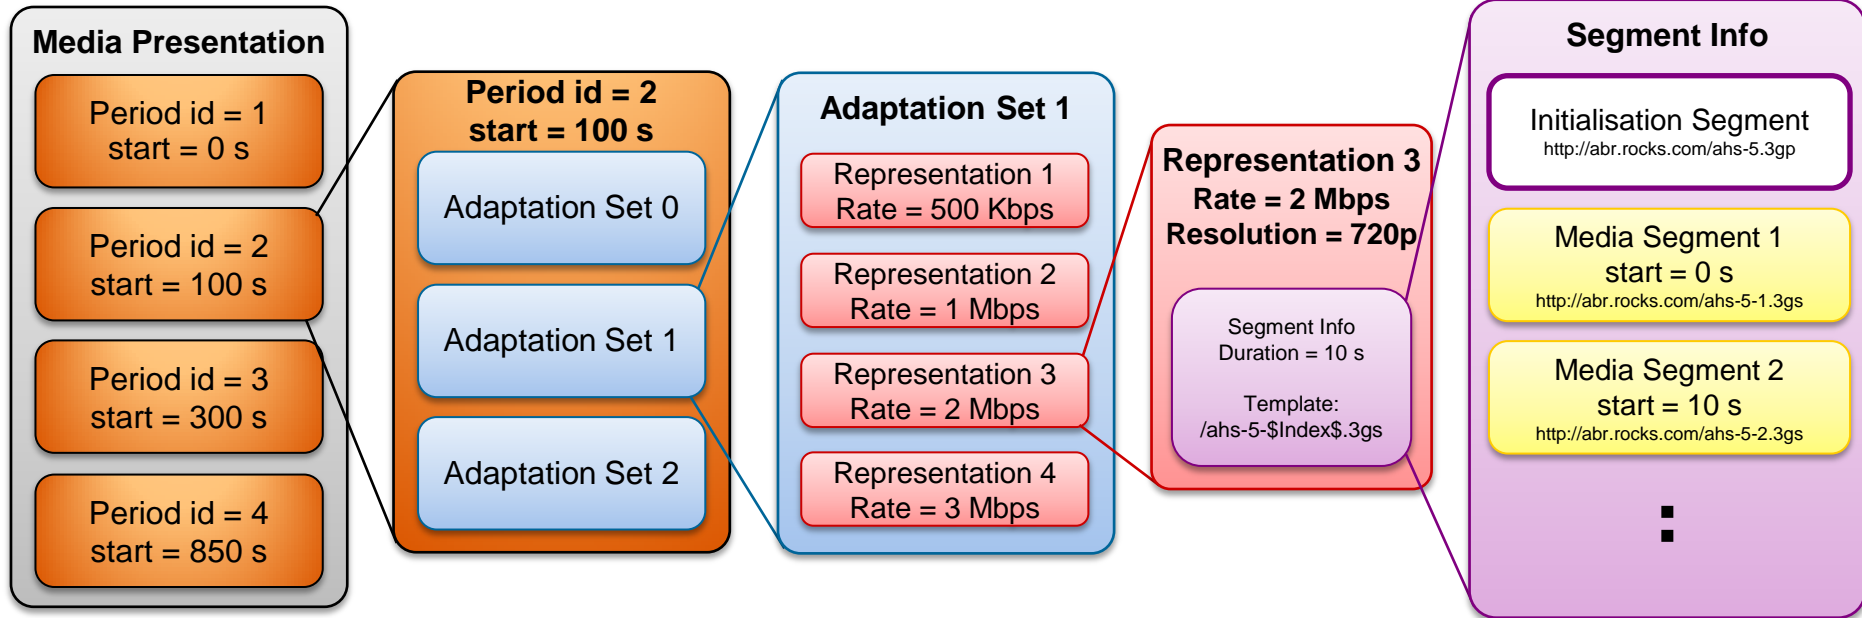 Media Presentation
Period id = 1
start = 0 s
Period id = 2
start = 100 s
Period id = 3
start = 300 s
Period id = 4
start = 850 s
Period id = 2
start = 100 s
Adaptation Set 0
Adaptation Set 1
Adaptation Set 2
Adaptation Set 1
Representation 1
Rate = 500 Kbps
Representation 2
Rate = 1 Mbps
Representation 3
Rate = 2 Mbps
Representation 4
Rate = 3 Mbps
Representation 3
Rate = 2 Mbps
Resolution = 720p
Segment Info
Duration = 10 s
Template:
/ahs-5-$Index$.3gs
Segment Info
Initialisation Segment
http://abr.rocks.com/ahs-5.3gp
Media Segment 1
start = 0 s
http://abr.rocks.com/ahs-5-1.3gs
Media Segment 2
start = 10 s
http://abr.rocks.com/ahs-5-2.3gs
: